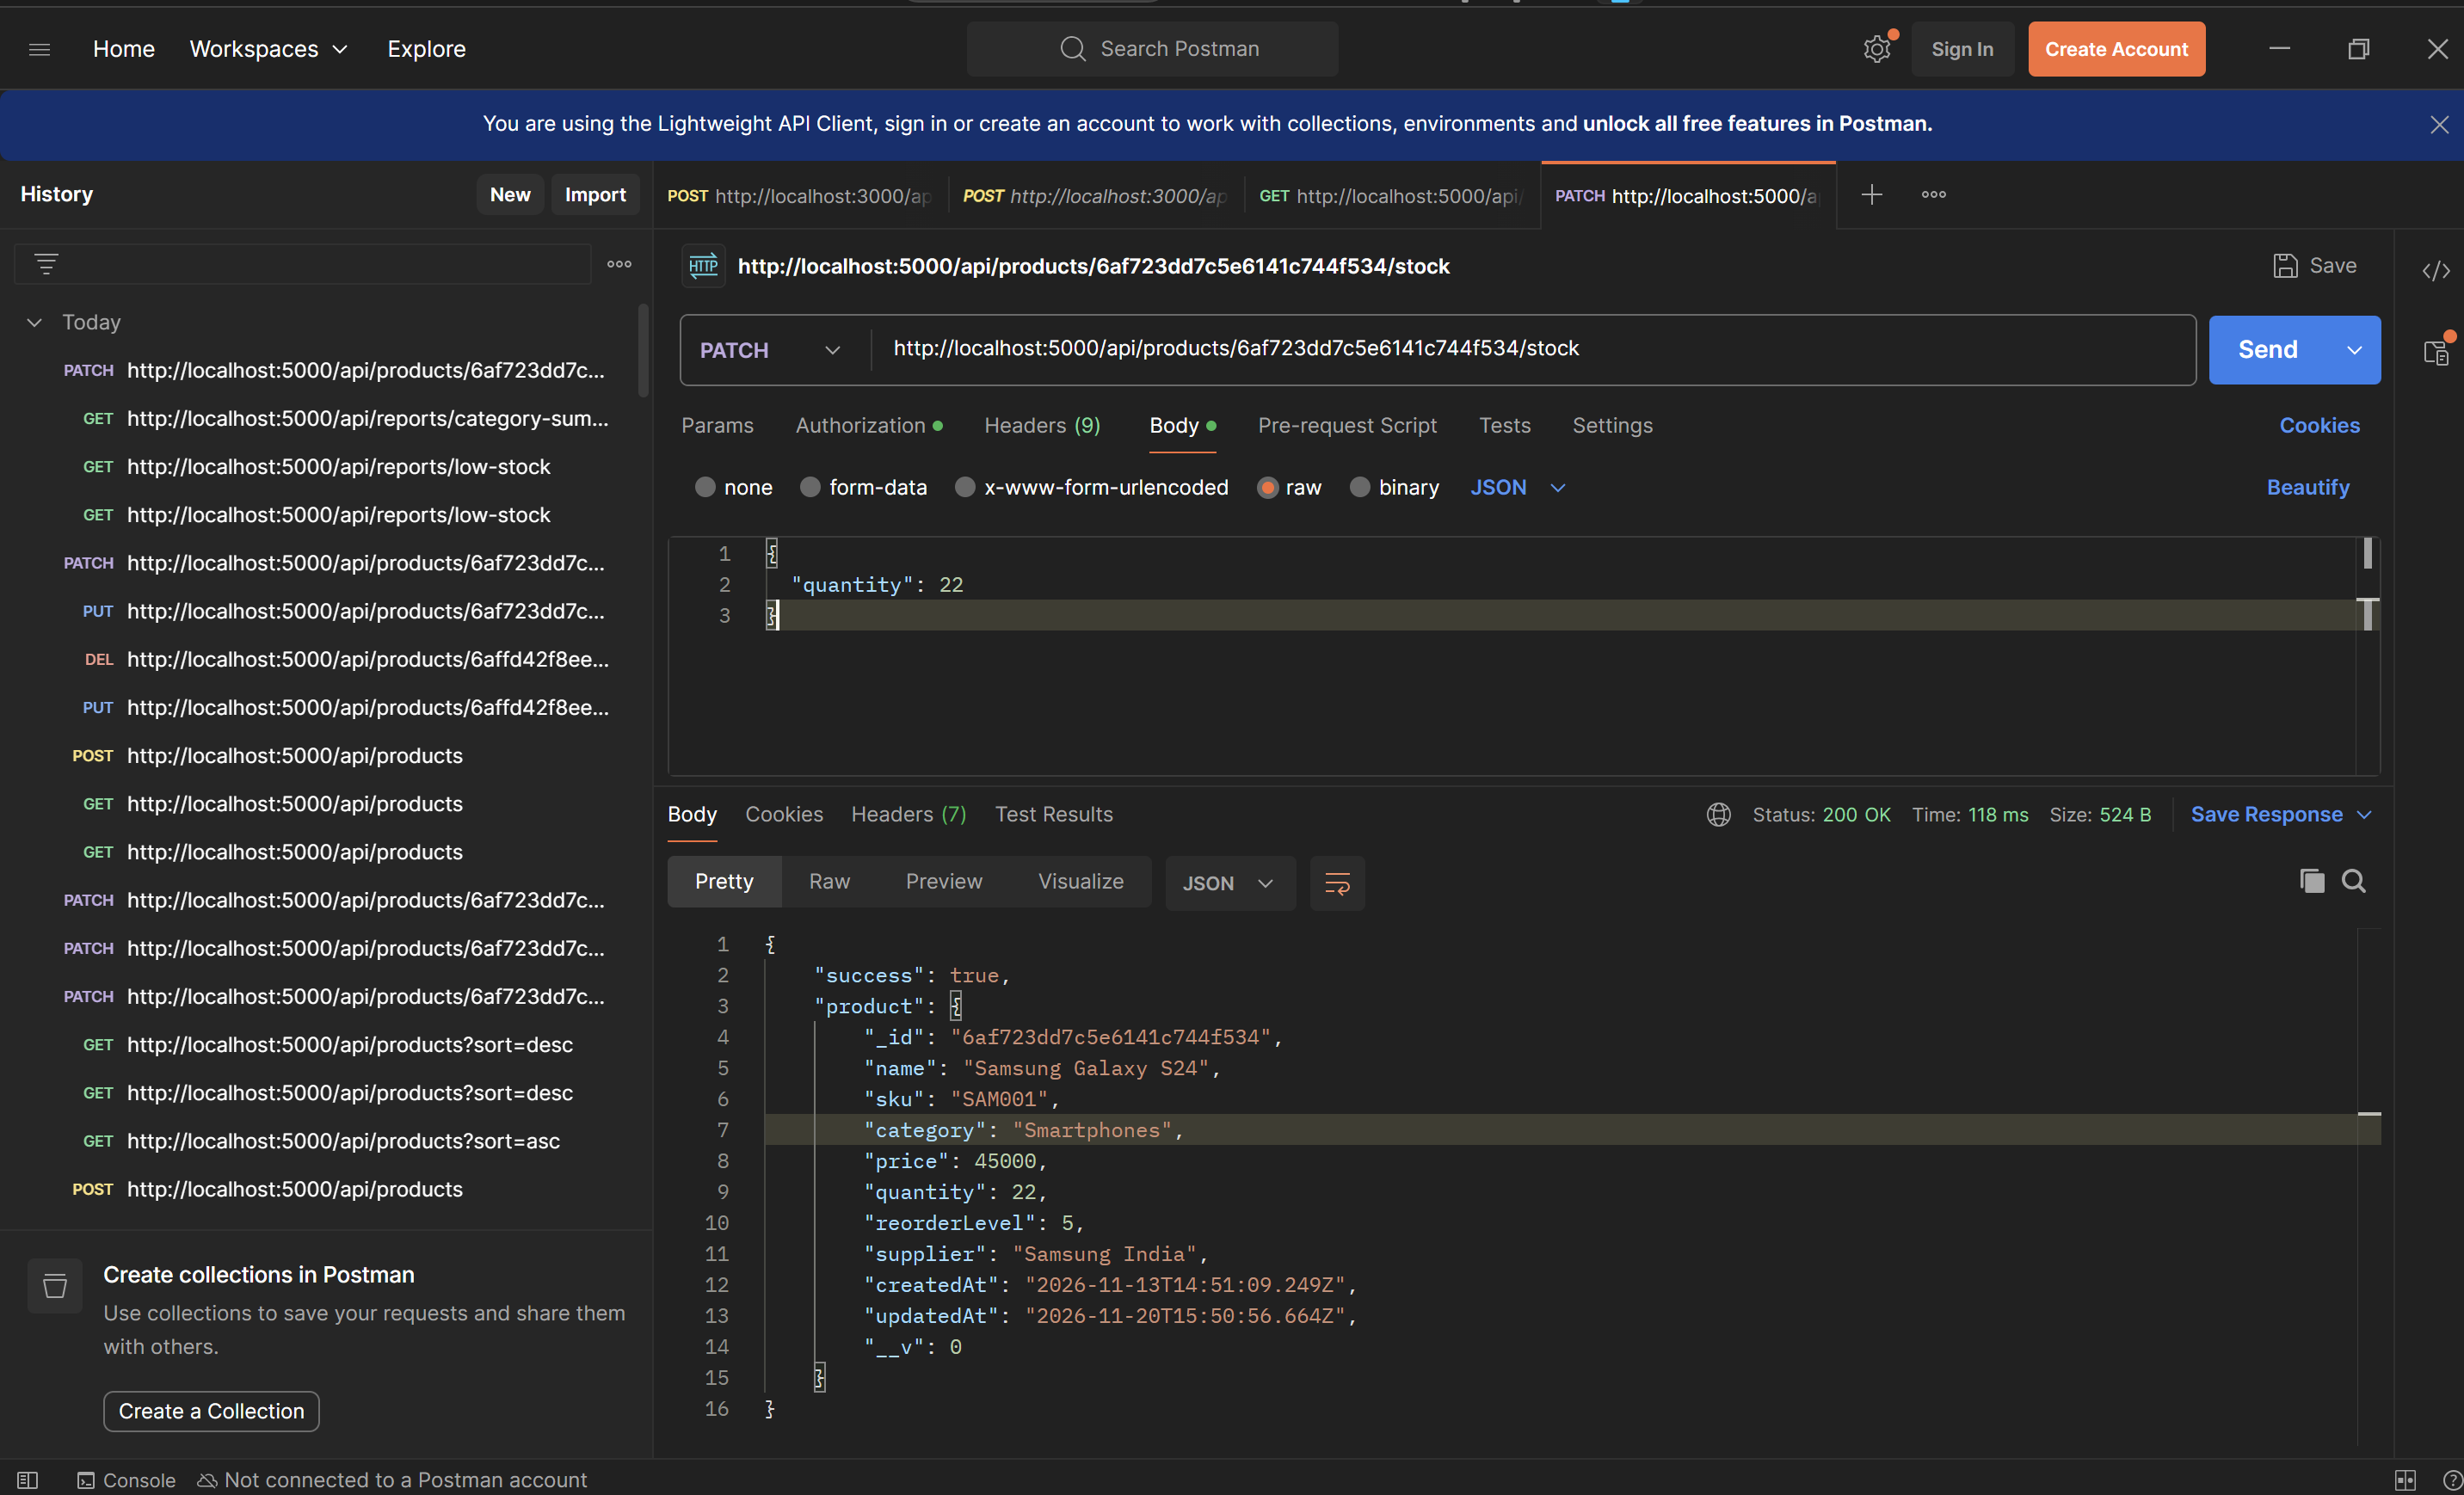 Home Workspaces Explore Search Postman Sign In Create Account
You are using the Lightweight API Client, sign in or create an account to work with collections, environments and unlock all free features in Postman.
History New Import
POST http://localhost:3000/ap POST http://localhost:3000/ap GET http://localhost:5000/api/ PATCH http://localhost:5000/a
Today
PATCH http://localhost:5000/api/products/6af723dd7c...
GET http://localhost:5000/api/reports/category-sum...
GET http://localhost:5000/api/reports/low-stock
GET http://localhost:5000/api/reports/low-stock
PATCH http://localhost:5000/api/products/6af723dd7c...
PUT http://localhost:5000/api/products/6af723dd7c...
DEL http://localhost:5000/api/products/6affd42f8ee...
PUT http://localhost:5000/api/products/6affd42f8ee...
POST http://localhost:5000/api/products
GET http://localhost:5000/api/products
GET http://localhost:5000/api/products
PATCH http://localhost:5000/api/products/6af723dd7c...
PATCH http://localhost:5000/api/products/6af723dd7c...
PATCH http://localhost:5000/api/products/6af723dd7c...
GET http://localhost:5000/api/products?sort=desc
GET http://localhost:5000/api/products?sort=desc
GET http://localhost:5000/api/products?sort=asc
POST http://localhost:5000/api/products
Create collections in Postman
Use collections to save your requests and share them
with others.
Create a Collection
HTTP http://localhost:5000/api/products/6af723dd7c5e6141c744f534/stock Save
PATCH http://localhost:5000/api/products/6af723dd7c5e6141c744f534/stock Send
Params Authorization Headers (9) Body Pre-request Script Tests Settings Cookies
none form-data x-www-form-urlencoded raw binary JSON Beautify
1 {
2 "quantity": 22
3 }
Body Cookies Headers (7) Test Results Status: 200 OK Time: 118 ms Size: 524 B Save Response
Pretty Raw Preview Visualize JSON
1 {
2 "success": true,
3 "product": {
4 "_id": "6af723dd7c5e6141c744f534",
5 "name": "Samsung Galaxy S24",
6 "sku": "SAM001",
7 "category": "Smartphones",
8 "price": 45000,
9 "quantity": 22,
10 "reorderLevel": 5,
11 "supplier": "Samsung India",
12 "createdAt": "2026-11-13T14:51:09.249Z",
13 "updatedAt": "2026-11-20T15:50:56.664Z",
14 "__v": 0
15 }
16 }
Console Not connected to a Postman account